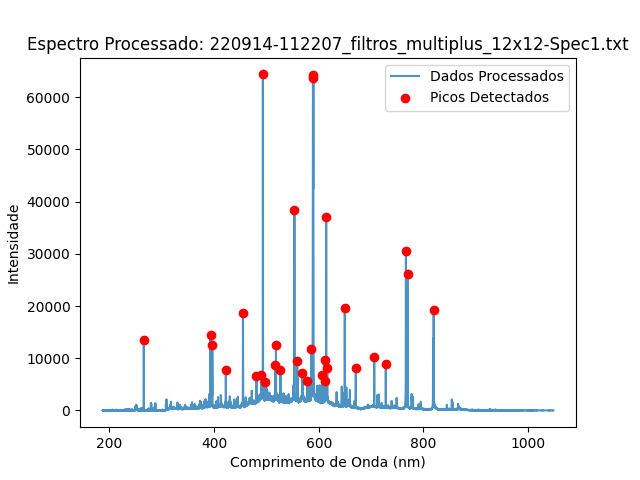 Espectro Processado: 220914-112207_filtros_multiplus_12x12-Spec1.txt
Dados Processados
Picos Detectados
60000
50000
40000
30000
20000
10000
0
Intensidade
200 400 600 800 1000
Comprimento de Onda (nm)